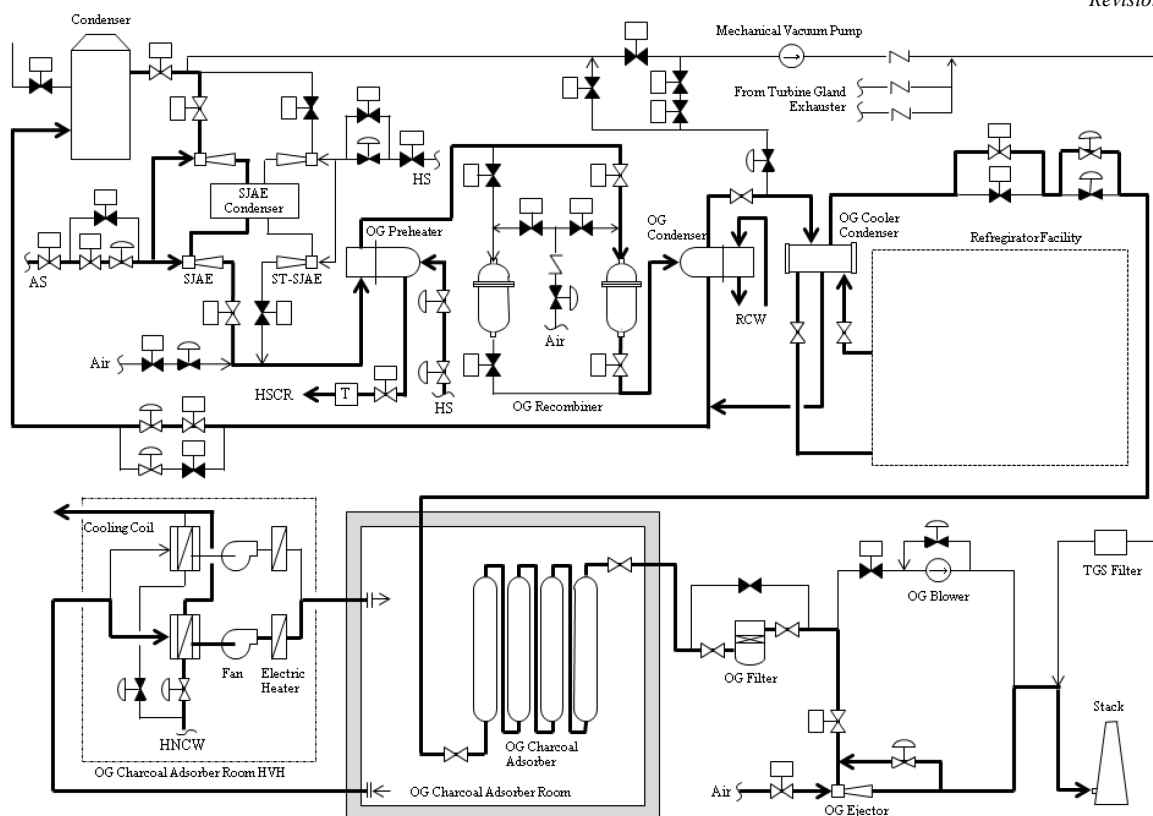 Revision
Condenser
Mechanical Vacuum Pump
From Turbine Gland
Exhauster
HS
SJAE
Condenser
OG Preheater
OG
Condenser
OG Cooler
Condenser
Refregirator Facility
AS
SJAE
ST-SJAE
RCW
Air
Air
HSCR
T
HS
OG Recombiner
Cooling Coil
TGS Filter
OG Blower
Fan
Electric
Heater
OG Filter
Stack
HNCW
OG Charcoal
Adsorber
OG Charcoal Adsorber Room HVH
OG Charcoal Adsorber Room
Air
OG Ejector